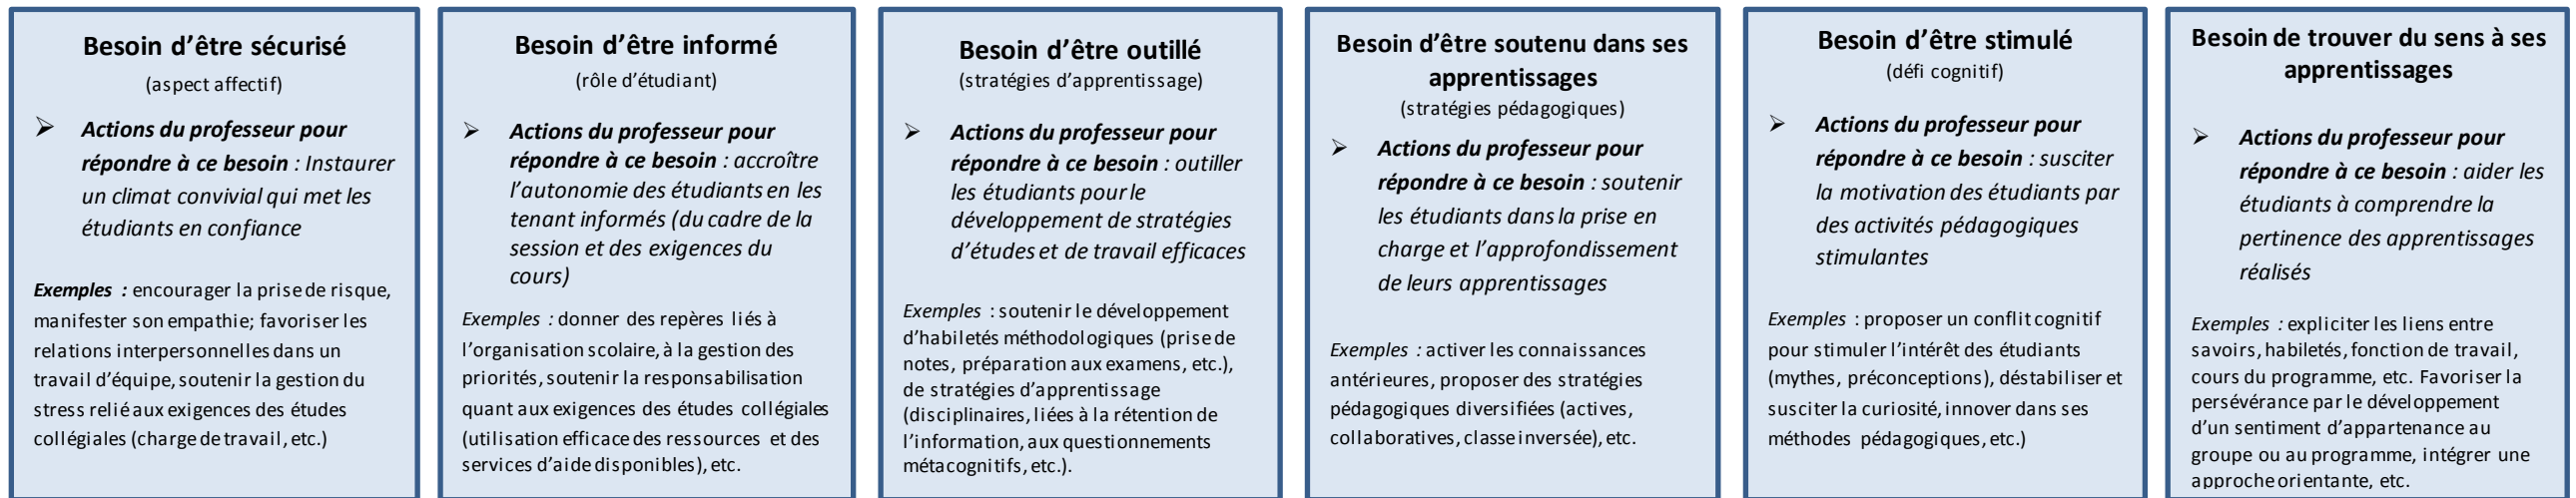 Besoin d'être sécurisé
(aspect affectif)
➢ Actions du professeur pour
répondre à ce besoin : Instaurer
un climat convivial qui met les
étudiants en confiance
Exemples : encourager la prise de risque,
manifester son empathie; favoriser les
relations interpersonnelles dans un
travail d'équipe, soutenir la gestion du
stress relié aux exigences des études
collégiales (charge de travail, etc.)
Besoin d'être informé
(rôle d'étudiant)
➢ Actions du professeur pour
répondre à ce besoin : accroître
l'autonomie des étudiants en les
tenant informés (du cadre de la
session et des exigences du
cours)
Exemples : donner des repères liés à
l'organisation scolaire, à la gestion des
priorités, soutenir la responsabilisation
quant aux exigences des études collégiales
(utilisation efficace des ressources et des
services d'aide disponibles), etc.
Besoin d'être outillé
(stratégies d'apprentissage)
➢ Actions du professeur pour
répondre à ce besoin : outiller
les étudiants pour le
développement de stratégies
d'études et de travail efficaces
Exemples : soutenir le développement
d'habiletés méthodologiques (prise de
notes, préparation aux examens, etc.),
de stratégies d'apprentissage
(disciplinaires, liées à la rétention de
l'information, aux questionnements
métacognitifs, etc.).
Besoin d'être soutenu dans ses
apprentissages
(stratégies pédagogiques)
➢ Actions du professeur pour
répondre à ce besoin : soutenir
les étudiants dans la prise en
charge et l'approfondissement
de leurs apprentissages
Exemples : activer les connaissances
antérieures, proposer des stratégies
pédagogiques diversifiées (actives,
collaboratives, classe inversée), etc.
Besoin d'être stimulé
(défi cognitif)
➢ Actions du professeur pour
répondre à ce besoin : susciter
la motivation des étudiants par
des activités pédagogiques
stimulantes
Exemples : proposer un conflit cognitif
pour stimuler l'intérêt des étudiants
(mythes, préconceptions), déstabiliser et
susciter la curiosité, innover dans ses
méthodes pédagogiques, etc.)
Besoin de trouver du sens à ses
apprentissages
➢ Actions du professeur pour
répondre à ce besoin : aider les
étudiants à comprendre la
pertinence des apprentissages
réalisés
Exemples : expliciter les liens entre
savoirs, habiletés, fonction de travail,
cours du programme, etc. Favoriser la
persévérance par le développement
d'un sentiment d'appartenance au
groupe ou au programme, intégrer une
approche orientante, etc.